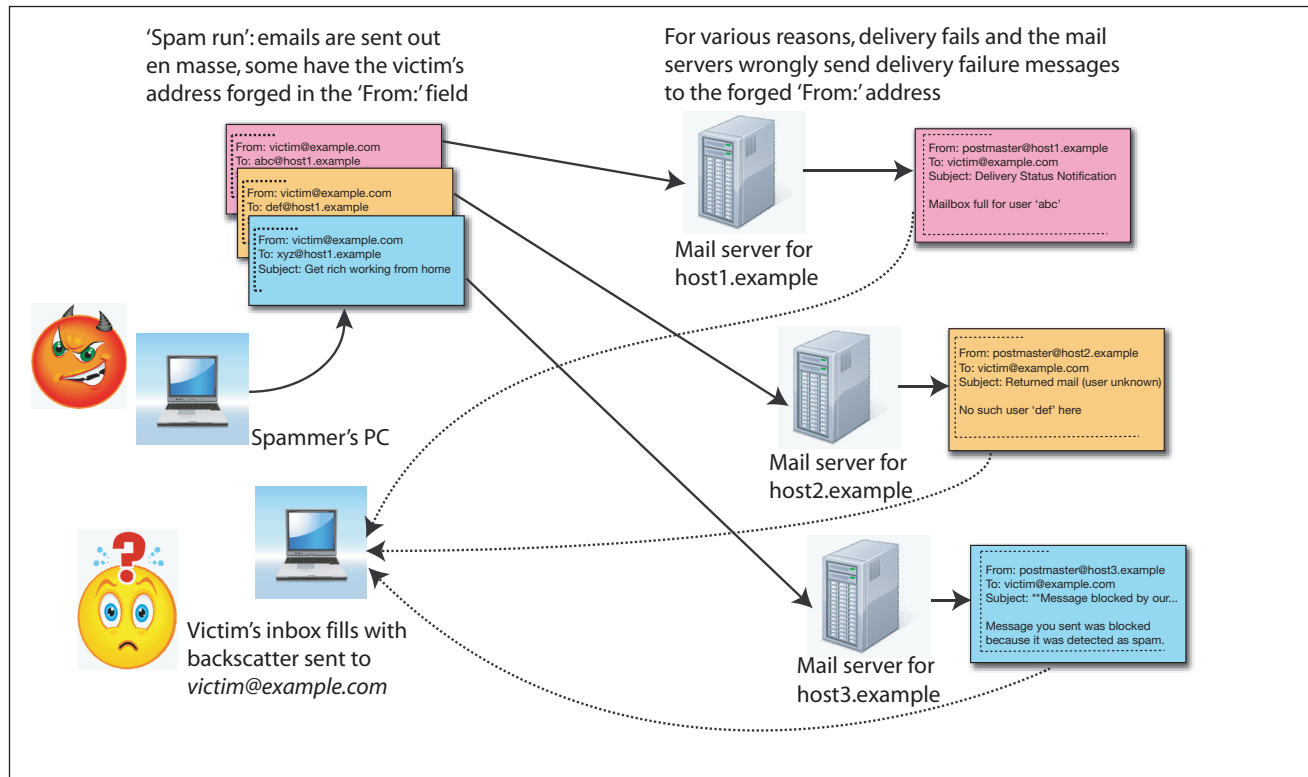 ‘Spam run’: emails are sent out
en masse, some have the victim’s
address forged in the ‘From:’ field
For various reasons, delivery fails and the mail
servers wrongly send delivery failure messages
to the forged ‘From:’ address
From: victim@example.com
To: abc@host1.example
From: victim@example.com
To: def@host1.example
From: victim@example.com
To: xyz@host1.example
Subject: Get rich working from home
Spammer’s PC
Mail server for
host1.example
From: postmaster@host1.example
To: victim@example.com
Subject: Delivery Status Notification
Mailbox full for user ‘abc’
Mail server for
host2.example
From: postmaster@host2.example
To: victim@example.com
Subject: Returned mail (user unknown)
No such user ‘def’ here
Mail server for
host3.example
From: postmaster@host3.example
To: victim@example.com
Subject: **Message blocked by our...
Message you sent was blocked
because it was detected as spam.
?
Victim’s inbox fills with
backscatter sent to
victim@example.com